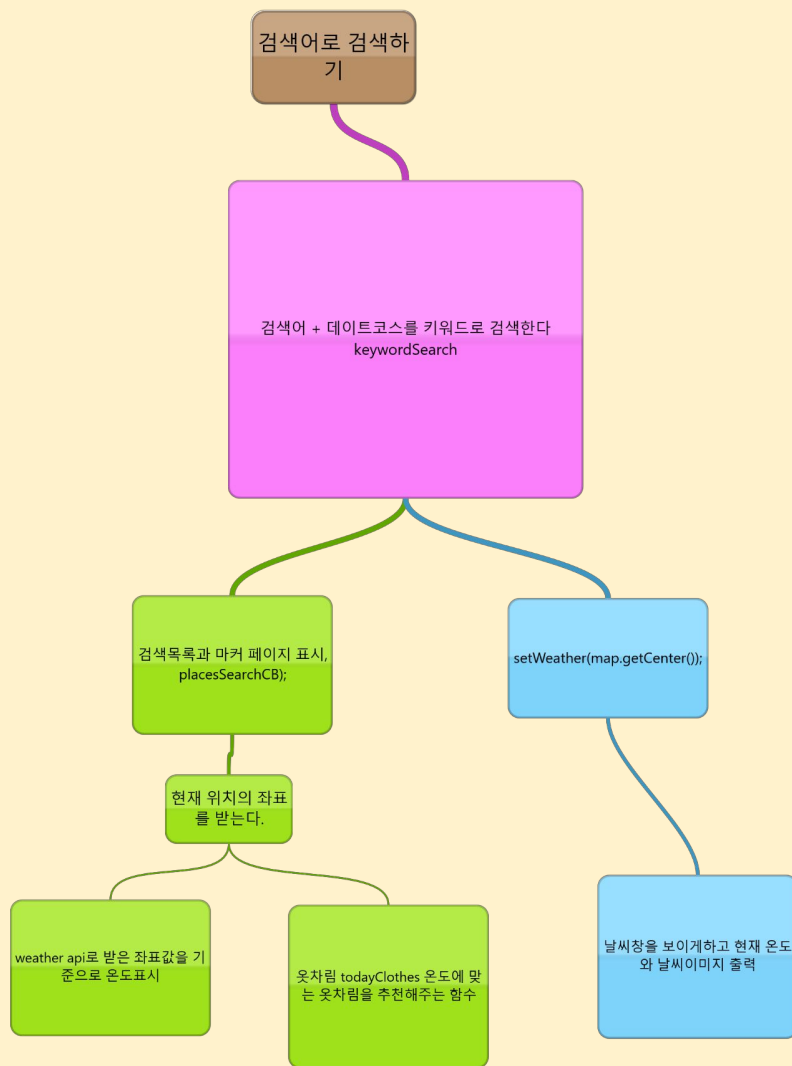 검색어로 검색하
기
검색어 + 데이트코스를 키워드로 검색한다
keywordSearch
검색목록과 마커 페이지 표시,
placesSearchCB);
setWeather(map.getCenter());
현재 위치의 좌표
를 받는다.
weather api로 받은 좌표값을 기
준으로 온도표시
옷차림 todayClothes 온도에 맞
는 옷차림을 추천해주는 함수
날씨창을 보이게하고 현재 온도
와 날씨이미지 출력